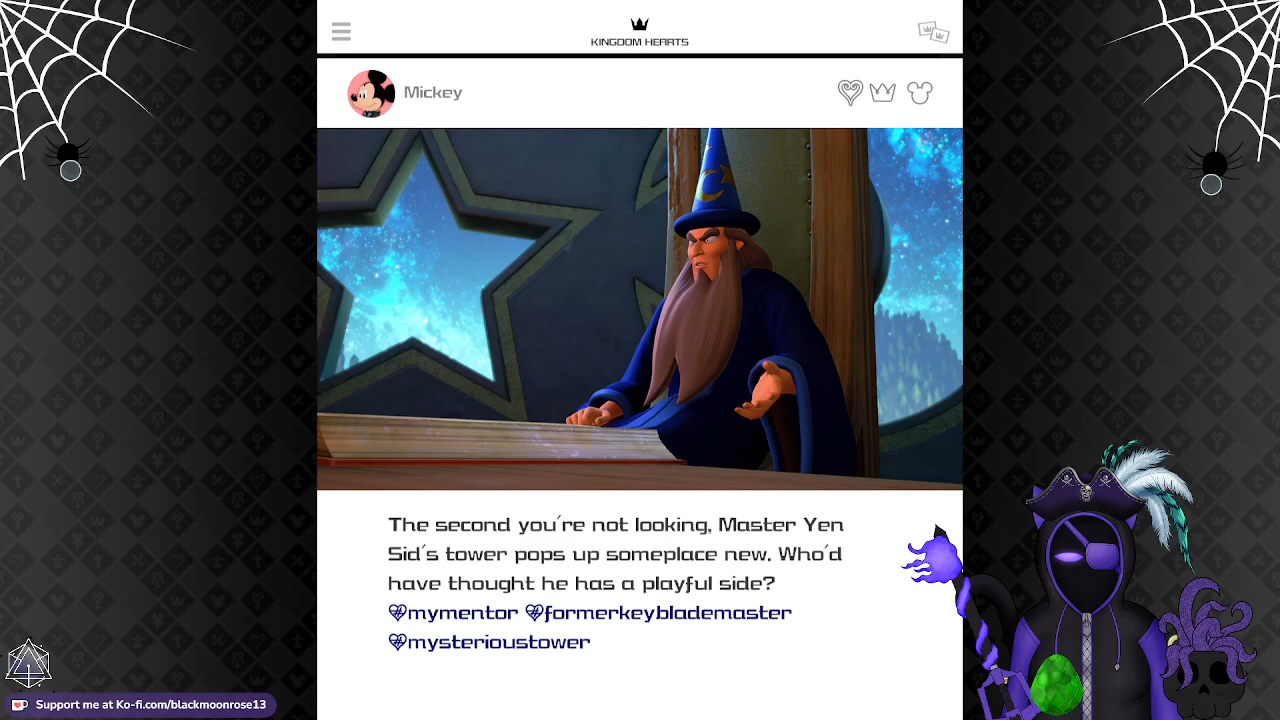 KINGDOM HEARTS
Mickey
The second you're not looking, Master Yen
Sid's tower pops up someplace new. Who'd
have thought he has a playful side?
#mymentor #formerkeyblademaster
#mysterioustower
Support me at Ko-fi.com/blackmoonrose13